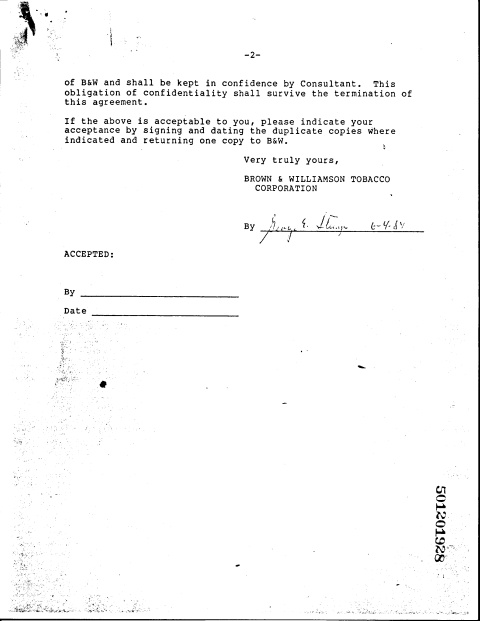 -2-
of B&W and shall be kept in confidence by Consultant. This
obligation of confidentiality shall survive the termination of
this agreement.
If the above is acceptable to you, please indicate your
acceptance by signing and dating the duplicate copies where
indicated and returning one copy to B&W.
Very truly yours,
BROWN & WILLIAMSON TOBACCO
CORPORATION
By George E. 6-4-84
ACCEPTED:
By
Date
501201928